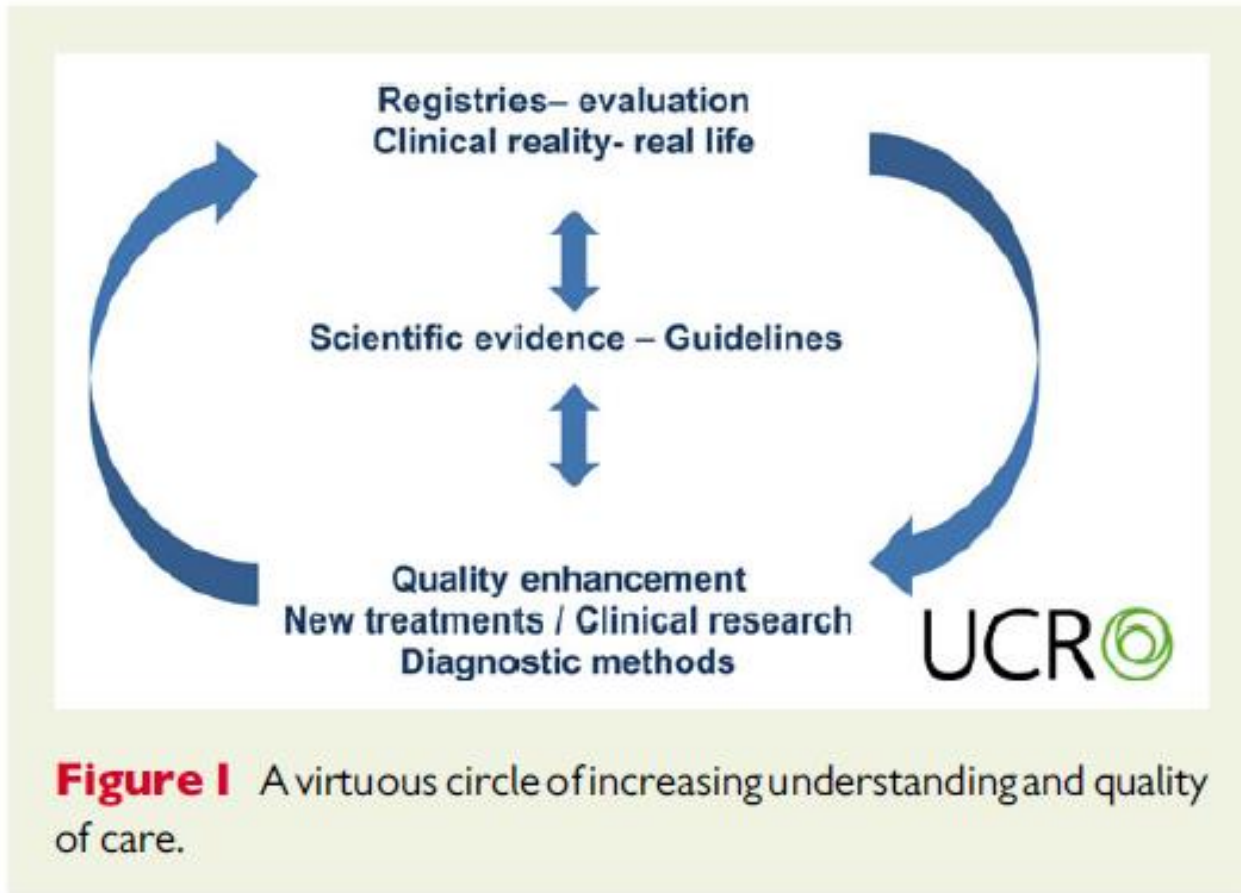 Registries– evaluation
Clinical reality- real life
Scientific evidence – Guidelines
Quality enhancement
New treatments / Clinical research
Diagnostic methods
UCR
Figure 1 A virtuous circle of increasing understanding and quality
of care.